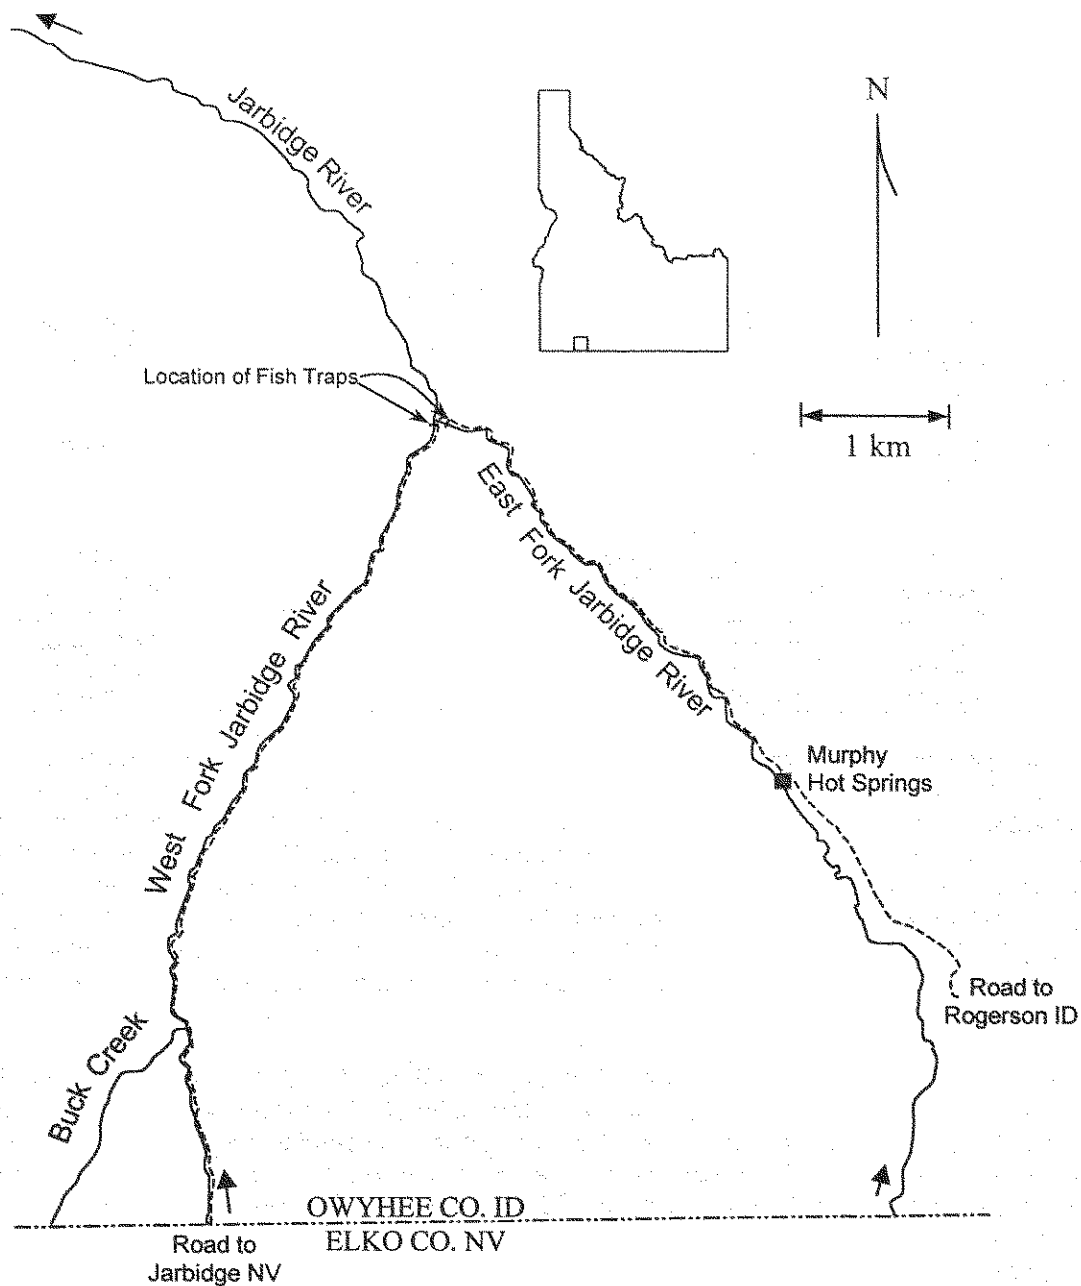 Jarbidge River
N
Location of Fish Traps
1 km
East Fork Jarbidge River
West Fork Jarbidge River
Murphy
Hot Springs
Road to
Rogerson ID
Buck Creek
OWYHEE CO. ID
ELKO CO. NV
Road to
Jarbidge NV